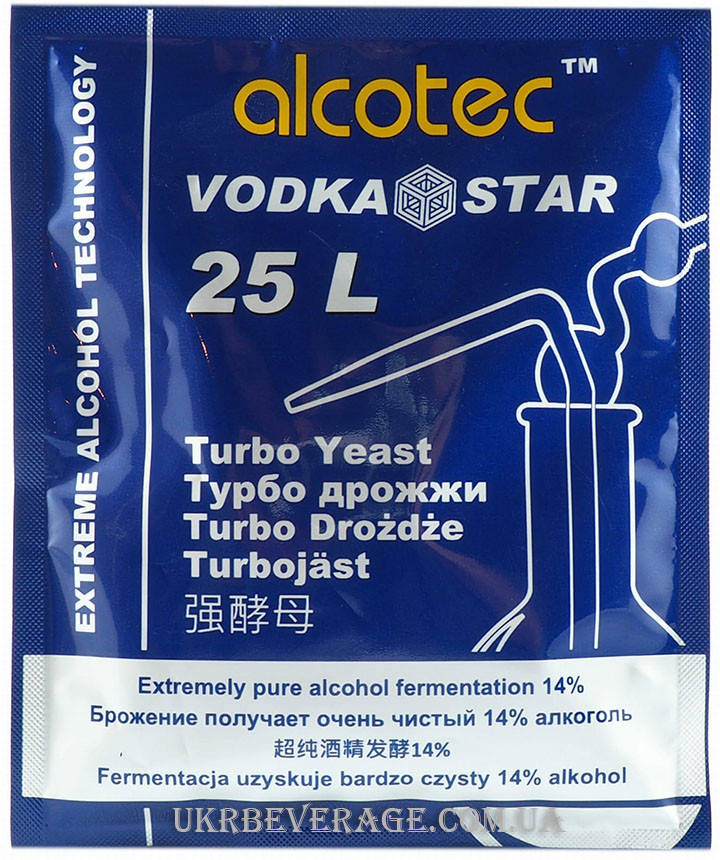 alcotec™
VODKA STAR
25 L
EXTREME ALCOHOL TECHNOLOGY
Turbo Yeast
Турбо дрожжи
Turbo Drożdże
Turbojäst
强酵母
Extremely pure alcohol fermentation 14%
Брожение получает очень чистый 14% алкоголь
超纯酒精发酵14%
Fermentacja uzyskuje bardzo czysty 14% alkohol
UKRBEVERAGE.COM.UA